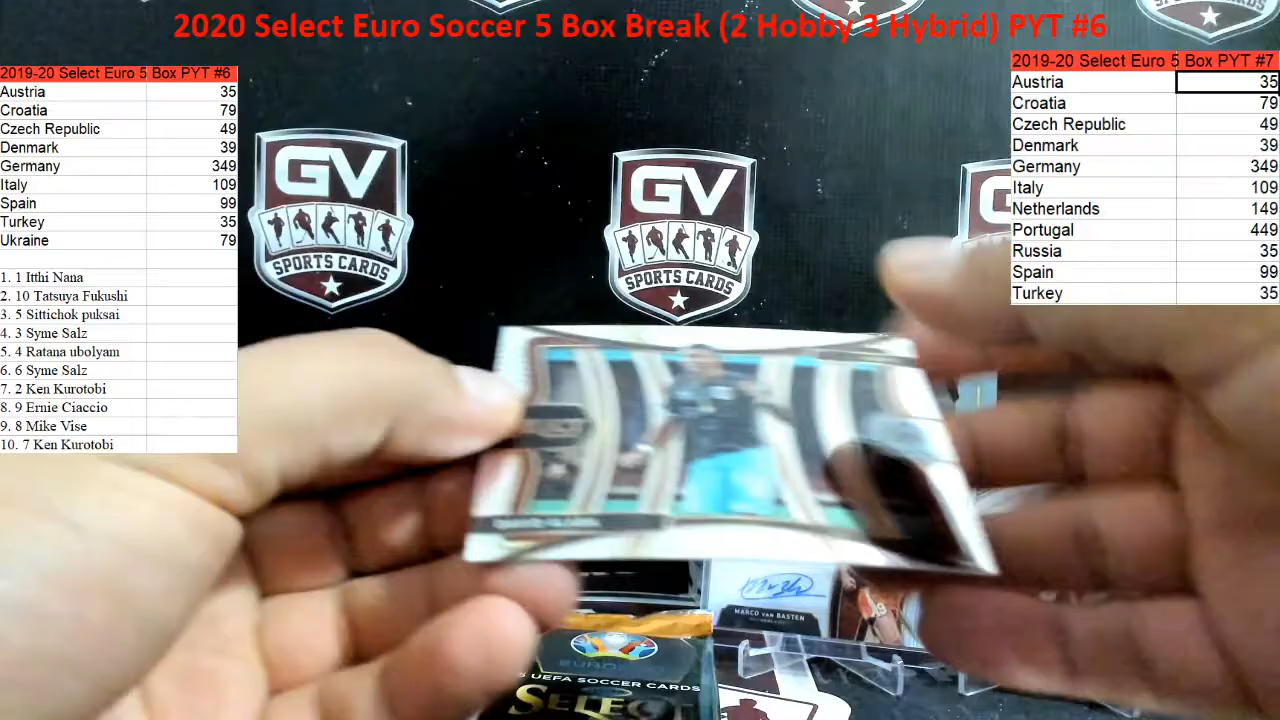 2020 Select Euro Soccer 5 Box Break (2 Hobby 3 Hybrid) PYT #6
2019-20 Select Euro 5 Box PYT #6
Austria 35
Croatia 79
Czech Republic 49
Denmark 39
Germany 349
Italy 109
Spain 99
Turkey 35
Ukraine 79
1. 1 Itthi Nana
2. 10 Tatsuya Fukushi
3. 5 Sittichok puksai
4. 3 Syme Salz
5. 4 Ratana ubolyam
6. 6 Syme Salz
7. 2 Ken Kurotobi
8. 9 Ernie Ciaccio
9. 8 Mike Vise
10. 7 Ken Kurotobi
2019-20 Select Euro 5 Box PYT #7
Austria 35
Croatia 79
Czech Republic 49
Denmark 39
Germany 349
Italy 109
Netherlands 149
Portugal 449
Russia 35
Spain 99
Turkey 35
SPORTS CARDS
GV
SPORTS CARDS
GV
SPORTS CARDS
MARCO VAN BASTEN
UEFA SOCCER CARDS
SELECT